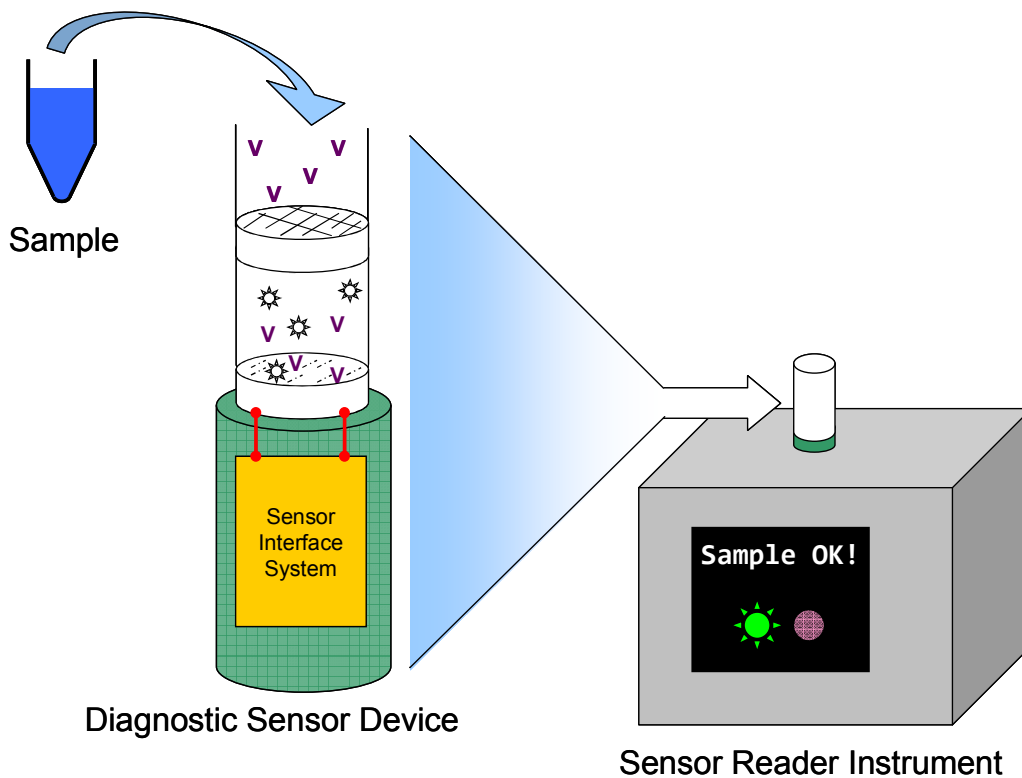 Sample
V
V
V
V
V
V
V
V
Sensor
Interface
System
Diagnostic Sensor Device
Sample OK!
Sensor Reader Instrument